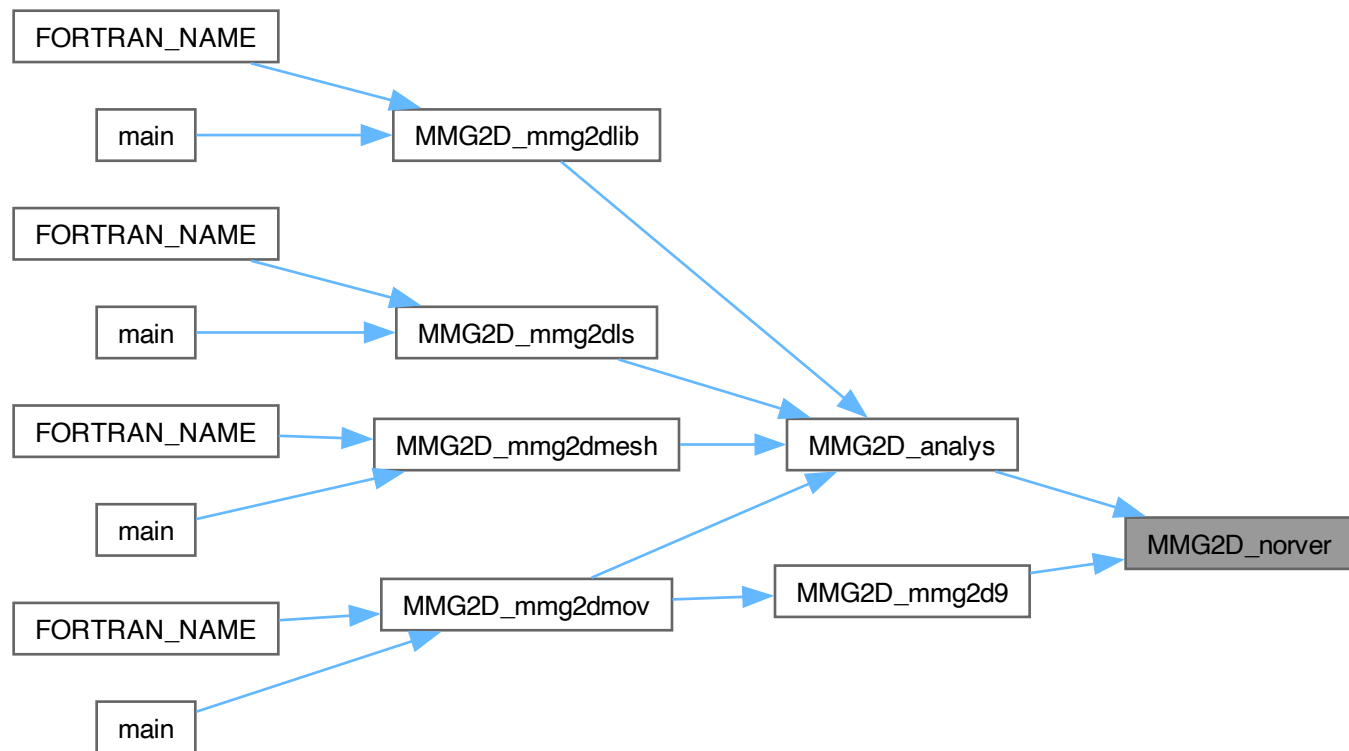 FORTRAN_NAME
main
MMG2D_mmg2dlib
FORTRAN_NAME
main
MMG2D_mmg2dls
FORTRAN_NAME
MMG2D_mmg2dmesh
MMG2D_analys
main
MMG2D_norver
MMG2D_mmg2d9
MMG2D_mmg2dmov
FORTRAN_NAME
main